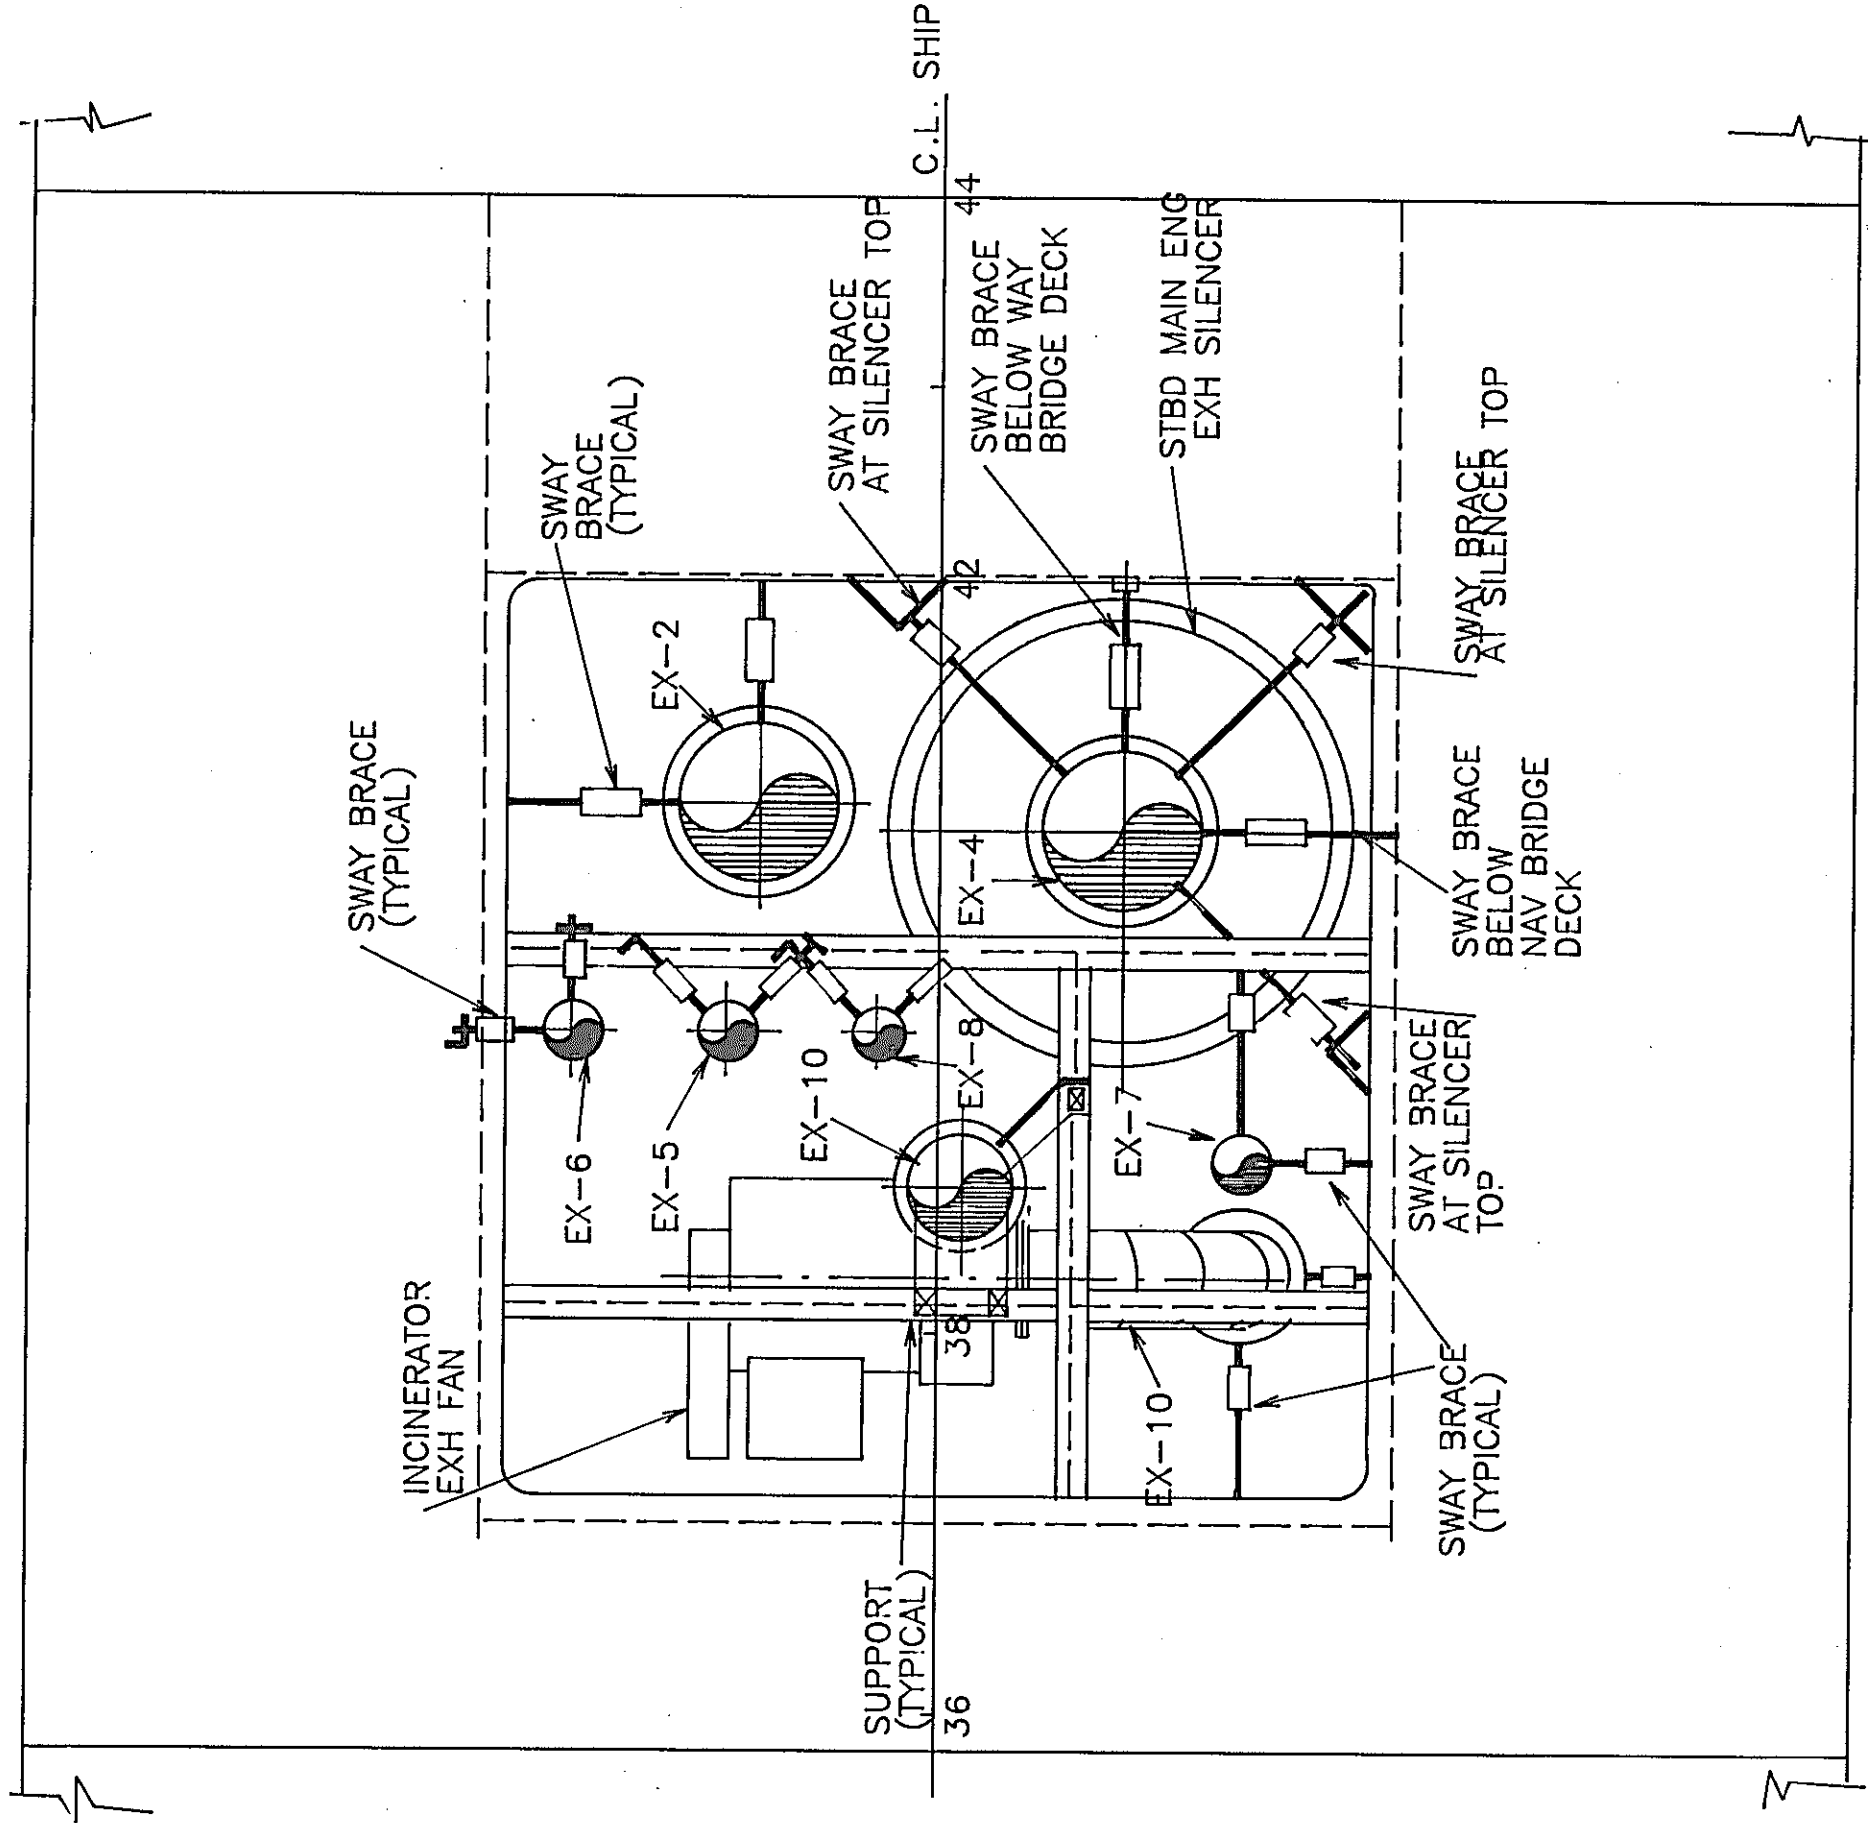 C.L. SHIP
44
SWAY BRACE
AT SILENCER TOP
SWAY BRACE
BELOW WAY
BRIDGE DECK
STBD MAIN ENG
EXH SILENCER
SWAY
BRACE
(TYPICAL)
SWAY BRACE
AT SILENCER TOP
42
EX-2
SWAY BRACE
(TYPICAL)
EX-4
SWAY BRACE
BELOW
NAV BRIDGE
DECK
EX-6
EX-5
EX-10
EX-8
EX-7
SWAY BRACE
AT SILENCER
TOP
INCINERATOR
EXH FAN
38
EX-10
SWAY BRACE
(TYPICAL)
SUPPORT
(TYPICAL)
36